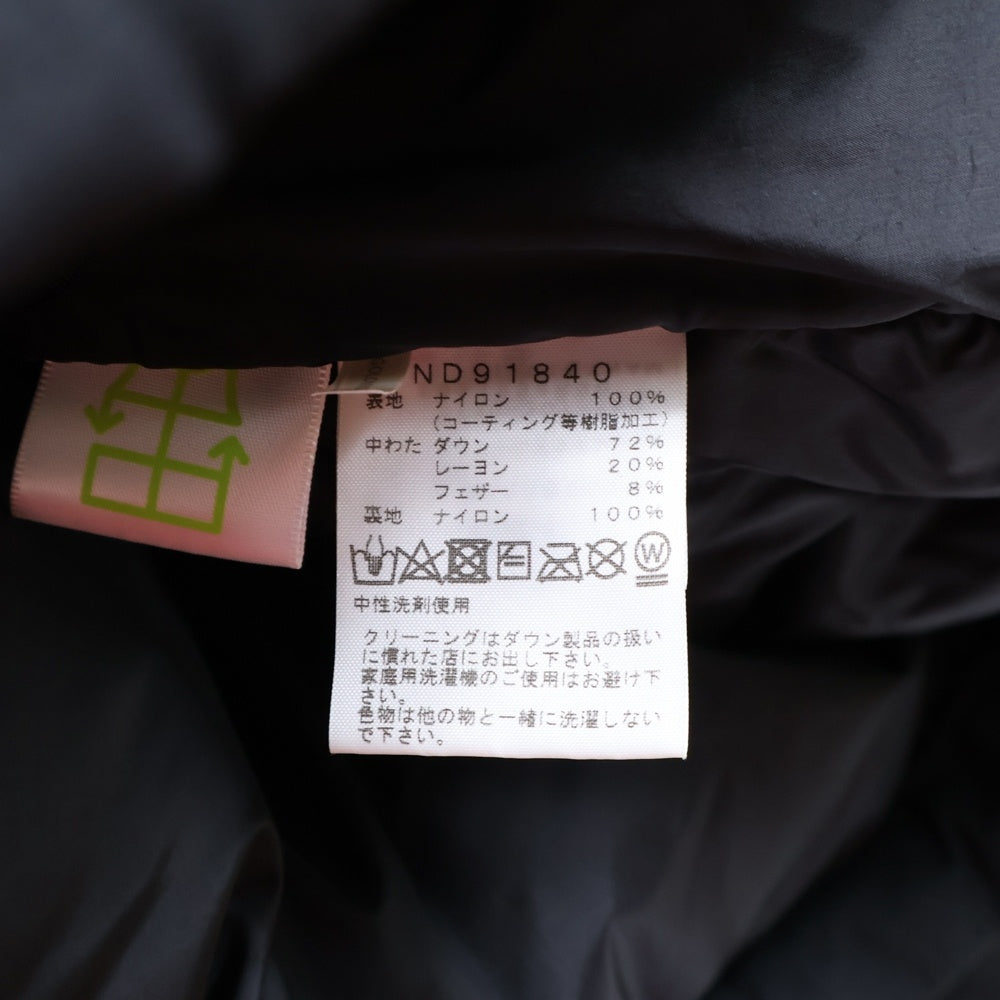 ND91840
表地 ナイロン 100%
(コーティング等樹脂加工)
中わた ダウン 72%
レーヨン 20%
フェザー 8%
裏地 ナイロン 100%
W
中性洗剤使用
クリーニングはダウン製品の扱い
に慣れた店にお出し下さい。
家庭用洗濯機のご使用はお避け下
さい。
色物は他の物と一緒に洗濯しない
で下さい。